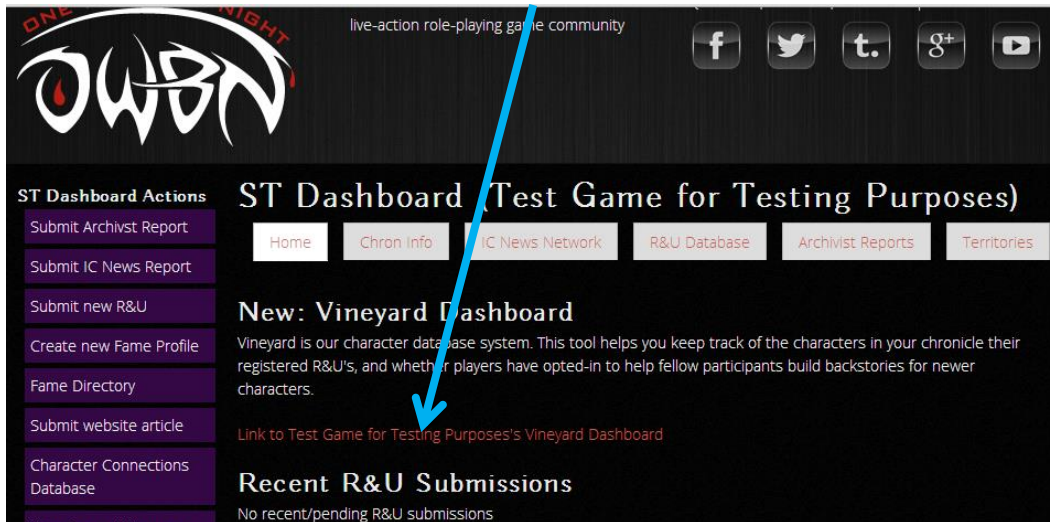 ONE
NIGHT
OWBN
live-action role-playing game community
f
t.
g+
ST Dashboard Actions
Submit Archivst Report
Submit IC News Report
Submit new R&U
Create new Fame Profile
Fame Directory
Submit website article
Character Connections
Database
ST Dashboard (Test Game for Testing Purposes)
Home
Chron Info
IC News Network
R&U Database
Archivist Reports
Territories
New: Vineyard Dashboard
Vineyard is our character database system. This tool helps you keep track of the characters in your chronicle their
registered R&U's, and whether players have opted-in to help fellow participants build backstories for newer
characters.
Link to Test Game for Testing Purposes's Vineyard Dashboard
Recent R&U Submissions
No recent/pending R&U submissions